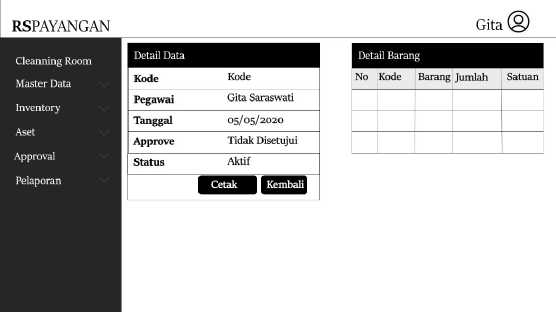 RSPAYANGAN
Gita
Cleanning Room
Master Data
Inventory
Aset
Approval
Pelaporan
Detail Data
Kode Kode
Pegawai Gita Saraswati
Tanggal 05/05/2020
Approve Tidak Disetujui
Status Aktif
Cetak Kembali
Detail Barang
No Kode Barang Jumlah Satuan